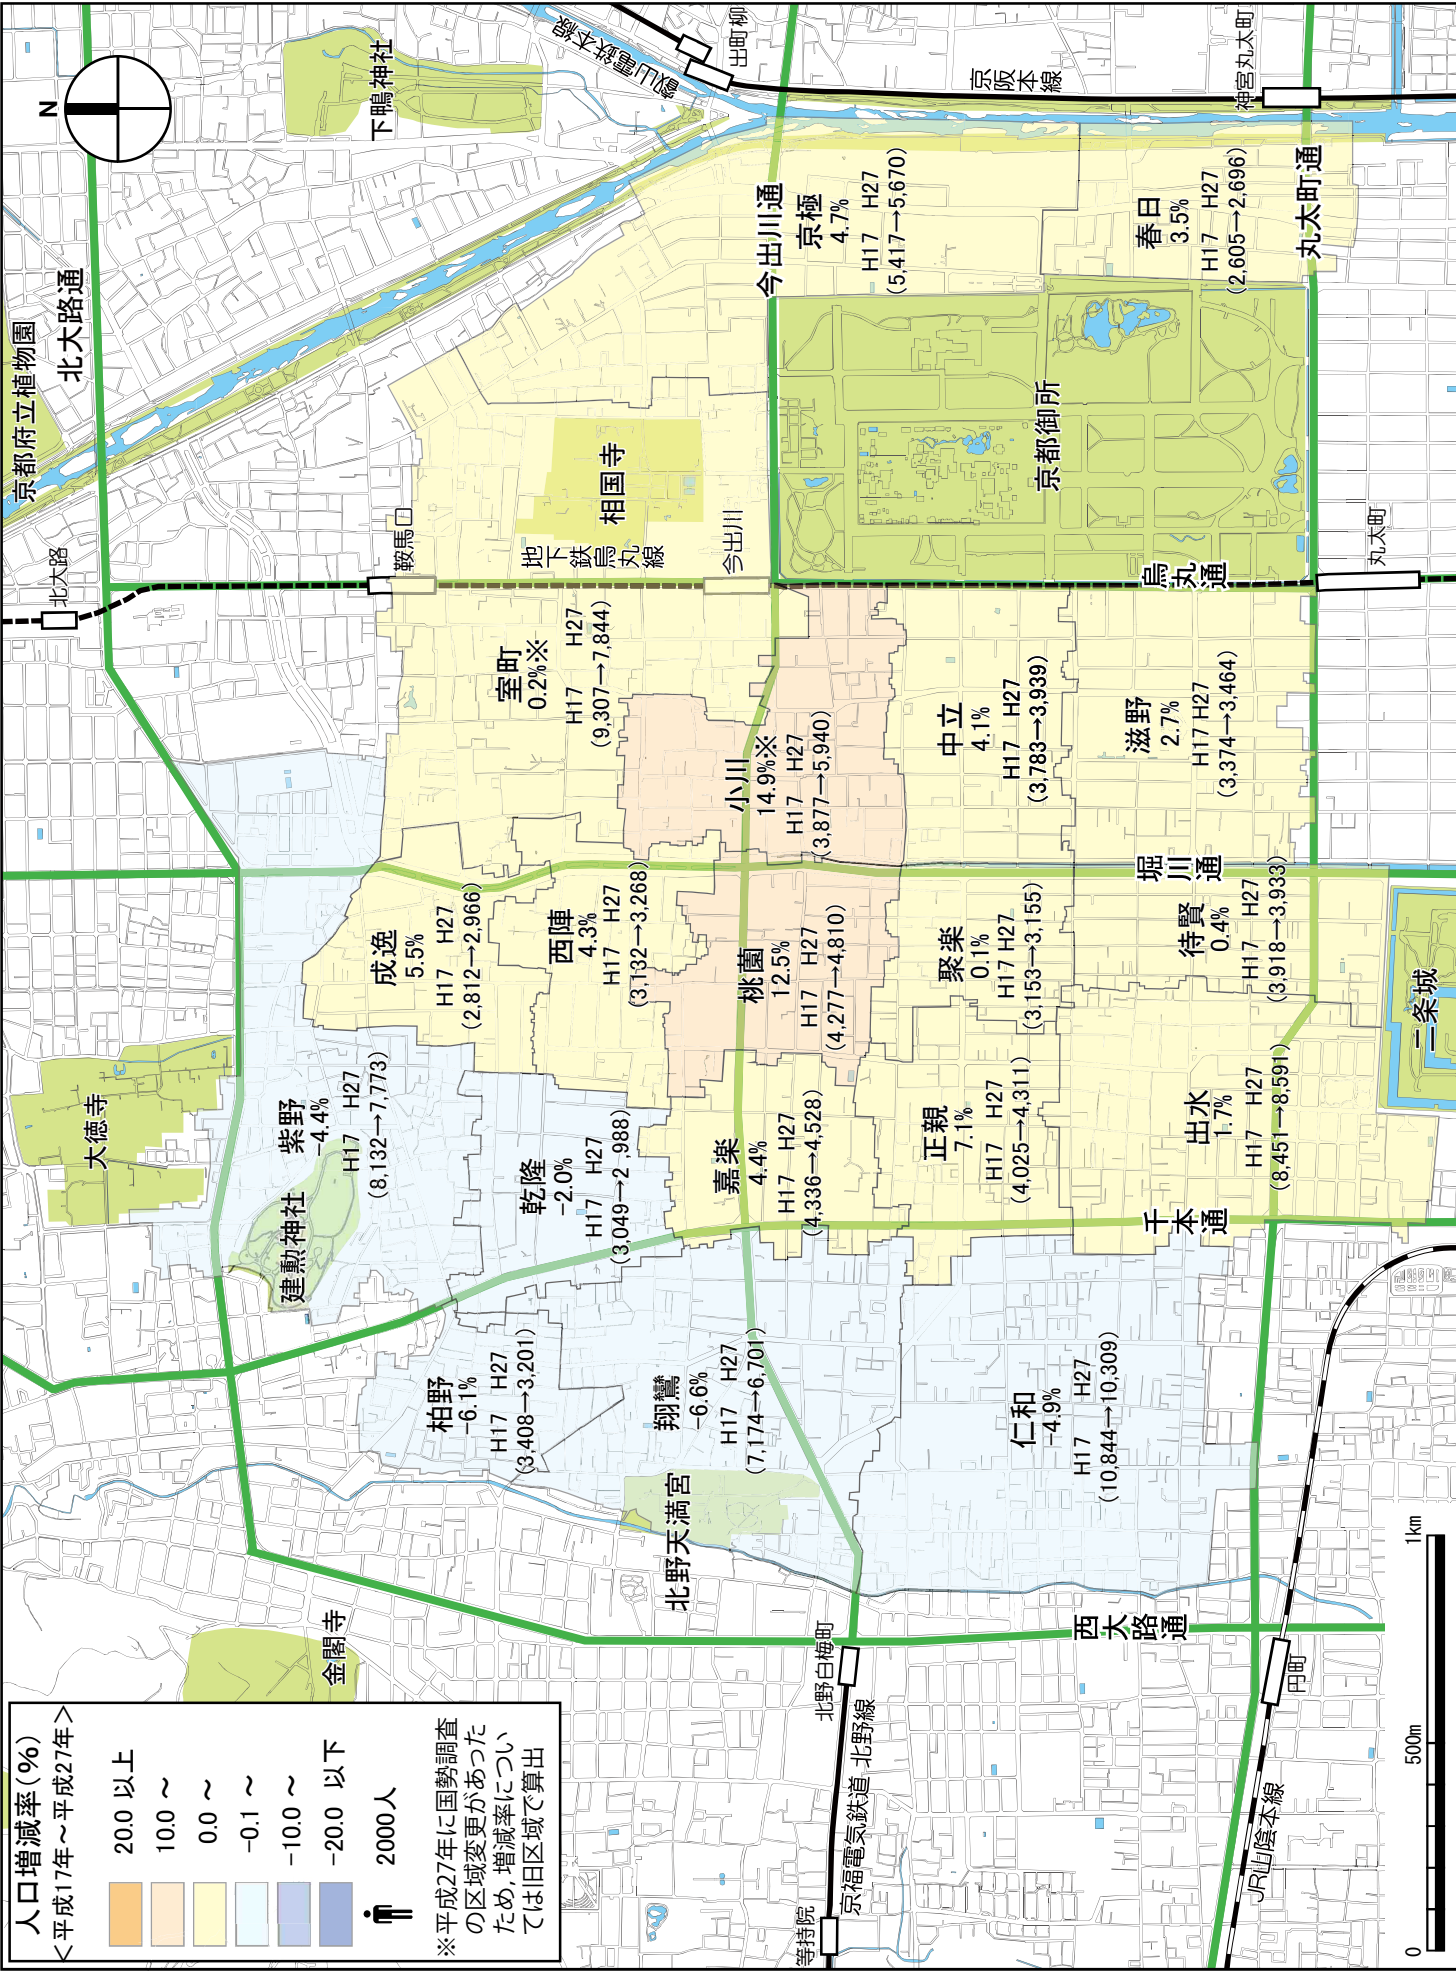 人口増減率(%)
<平成17年～平成27年>
20.0 以上
10.0 ～
0.0 ～
-0.1 ～
-10.0 ～
-20.0 以下
2000人
※平成27年に国勢調査
の区域変更があった
ため,増減率につい
ては旧区域で算出
N
京都府立植物園
北大路通
北大路
下鴨神社
叡山電鉄本線
出町柳
京阪本線
神宮丸太町
大徳寺
建勲神社
金閣寺
北野天満宮
鞍馬口
地下鉄烏丸線
相国寺
今出川
今出川通
京都御所
烏丸通
丸太町通
丸太町
堀川通
千本通
西大路通
二条城
北野白梅町
京福電気鉄道 北野線
等持院
円町
JR山陰本線
紫野
-4.4%
H17 H27
(8,132→7,773)
成逸
5.5%
H17 H27
(2,812→2,966)
室町
0.2%※
H17 H27
(9,307→7,844)
乾隆
-2.0%
H17 H27
(3,049→2,988)
西陣
4.3%
H17 H27
(3,132→3,268)
柏野
-6.1%
H17 H27
(3,408→3,201)
翔鸞
-6.6%
H17 H27
(7,174→6,701)
嘉楽
4.4%
H17 H27
(4,336→4,528)
桃薗
12.5%
H17 H27
(4,277→4,810)
小川
14.9%※
H17 H27
(3,877→5,940)
京極
4.7%
H17 H27
(5,417→5,670)
仁和
-4.9%
H17 H27
(10,844→10,309)
正親
7.1%
H17 H27
(4,025→4,311)
聚楽
0.1%
H17 H27
(3,153→3,155)
中立
4.1%
H17 H27
(3,783→3,939)
出水
1.7%
H17 H27
(8,451→8,591)
待賢
0.4%
H17 H27
(3,918→3,933)
滋野
2.7%
H17 H27
(3,374→3,464)
春日
3.5%
H17 H27
(2,605→2,696)
0 500m 1km